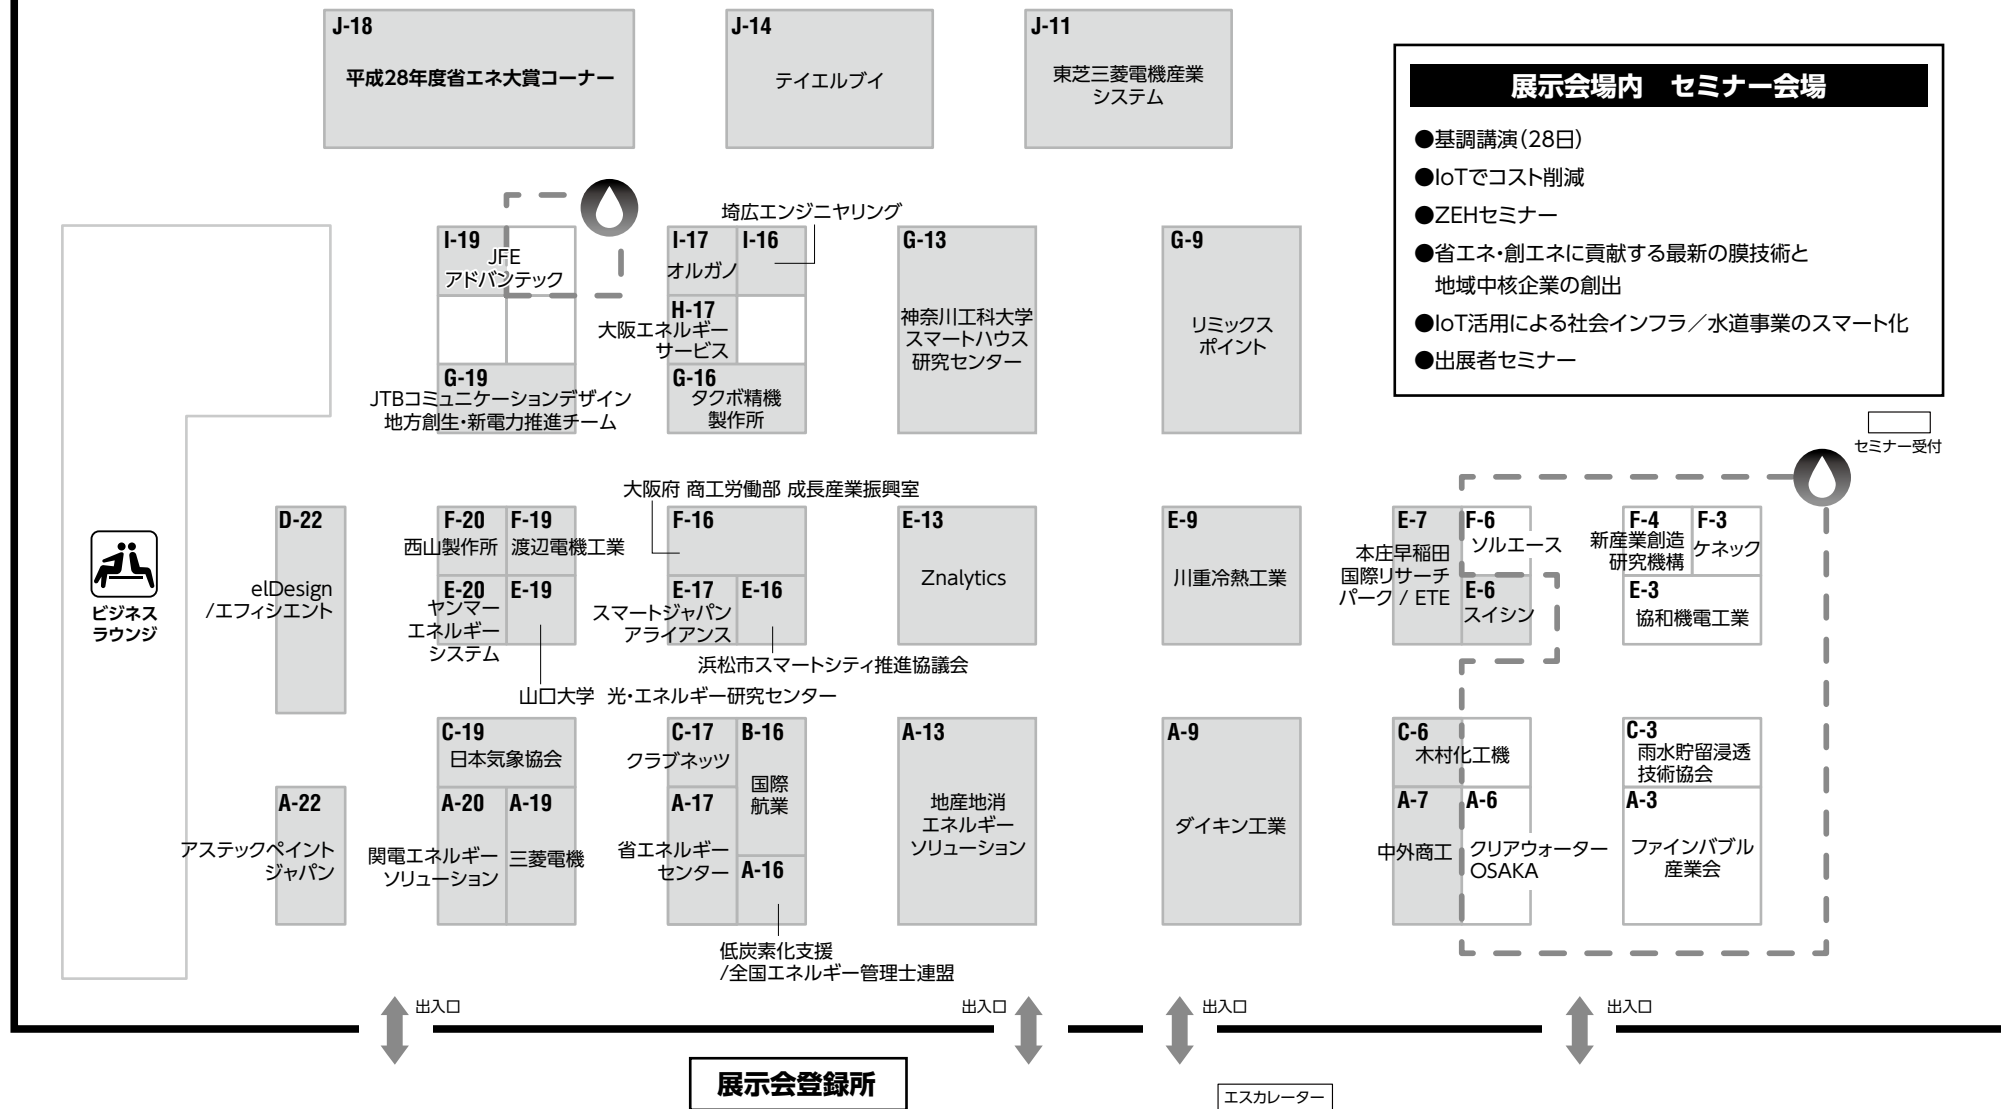 J-18
平成28年度省エネ大賞コーナー
J-14
テイエルブイ
J-11
東芝三菱電機産業
システム
展示会場内　セミナー会場
●基調講演(28日)
●IoTでコスト削減
●ZEHセミナー
●省エネ・創エネに貢献する最新の膜技術と
地域中核企業の創出
●IoT活用による社会インフラ／水道事業のスマート化
●出展者セミナー
セミナー受付
I-19
JFE
アドバンテック
G-19
JTBコミュニケーションデザイン
地方創生・新電力推進チーム
埼広エンジニヤリング
I-17
オルガノ
I-16
H-17
大阪エネルギー
サービス
G-16
タクボ精機
製作所
G-13
神奈川工科大学
スマートハウス
研究センター
G-9
リミックス
ポイント
ビジネス
ラウンジ
D-22
elDesign
/エフィシエント
F-20
西山製作所
F-19
渡辺電機工業
E-20
ヤンマー
エネルギー
システム
E-19
山口大学 光・エネルギー研究センター
大阪府 商工労働部 成長産業振興室
F-16
E-17
スマートジャパン
アライアンス
E-16
浜松市スマートシティ推進協議会
E-13
Znalytics
E-9
川重冷熱工業
E-7
本庄早稲田
国際リサーチ
パーク / ETE
F-6
ソルエース
E-6
スイシン
F-4
新産業創造
研究機構
F-3
ケネック
E-3
協和機電工業
A-22
アステックペイント
ジャパン
C-19
日本気象協会
A-20
関電エネルギー
ソリューション
A-19
三菱電機
C-17
クラブネッツ
B-16
国際
航業
A-17
省エネルギー
センター
A-16
低炭素化支援
/全国エネルギー管理士連盟
A-13
地産地消
エネルギー
ソリューション
A-9
ダイキン工業
C-6
木村化工機
A-7
中外商工
A-6
クリアウォーター
OSAKA
C-3
雨水貯留浸透
技術協会
A-3
ファインバブル
産業会
出入口
出入口
出入口
出入口
展示会登録所
エスカレーター